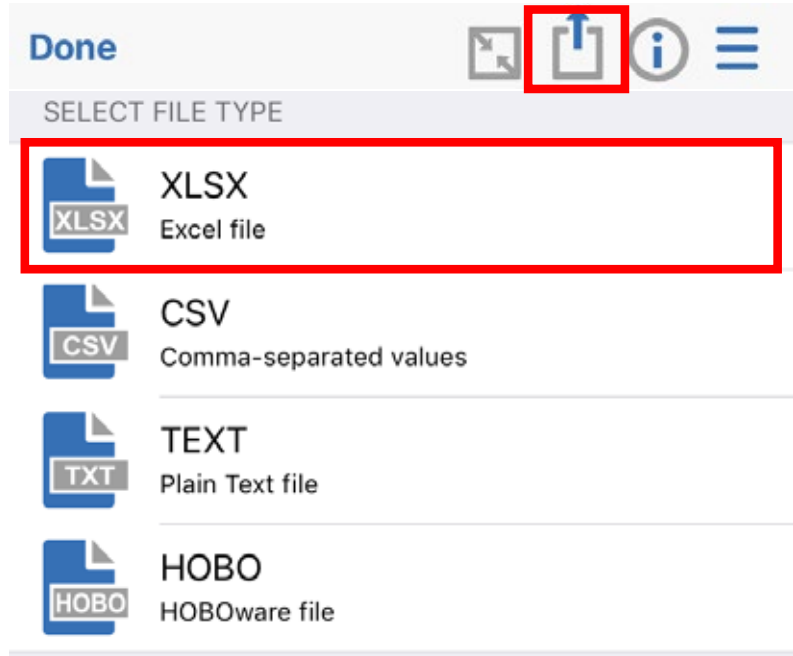 Done
SELECT FILE TYPE
XLSX
XLSX
Excel file
CSV
CSV
Comma-separated values
TXT
TEXT
Plain Text file
HOBO
HOBO
HOBOware file